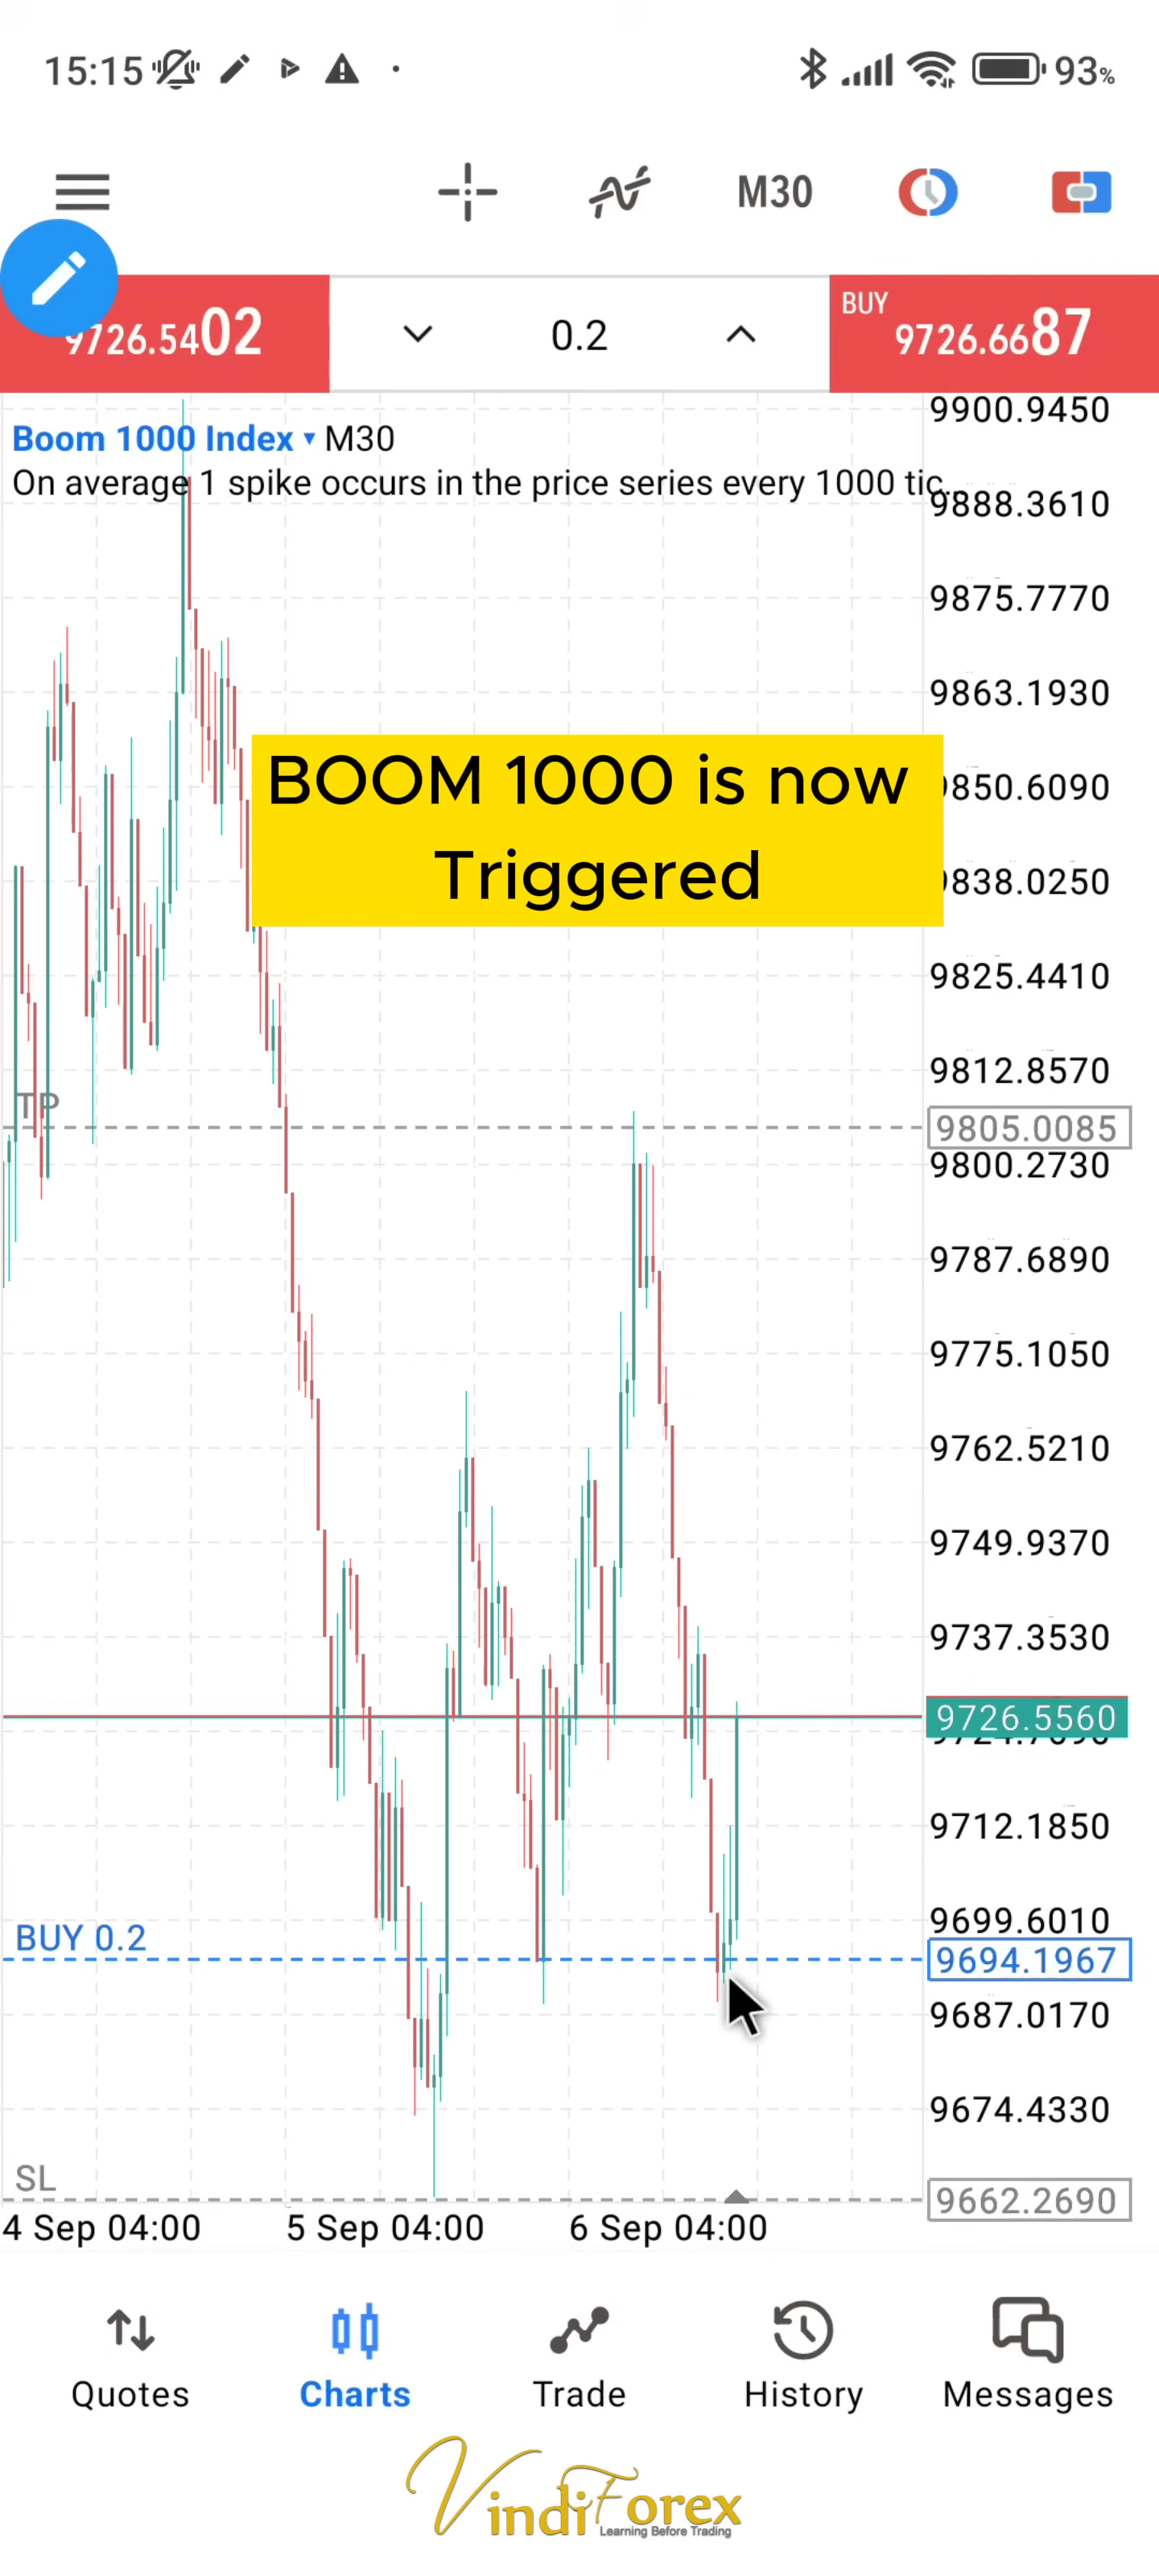 15:15
93%
M30
9726.5402
0.2
BUY
9726.6687
Boom 1000 Index ▾ M30
On average 1 spike occurs in the price series every 1000 tic...
9900.9450
9888.3610
9875.7770
9863.1930
BOOM 1000 is now
Triggered
9850.6090
9838.0250
9825.4410
9812.8570
TP
9805.0085
9800.2730
9787.6890
9775.1050
9762.5210
9749.9370
9737.3530
9726.5560
9712.1850
9699.6010
BUY 0.2
9694.1967
9687.0170
9674.4330
SL
9662.2690
4 Sep 04:00 5 Sep 04:00 6 Sep 04:00
Quotes Charts Trade History Messages
VindiForex
Learning Before Trading